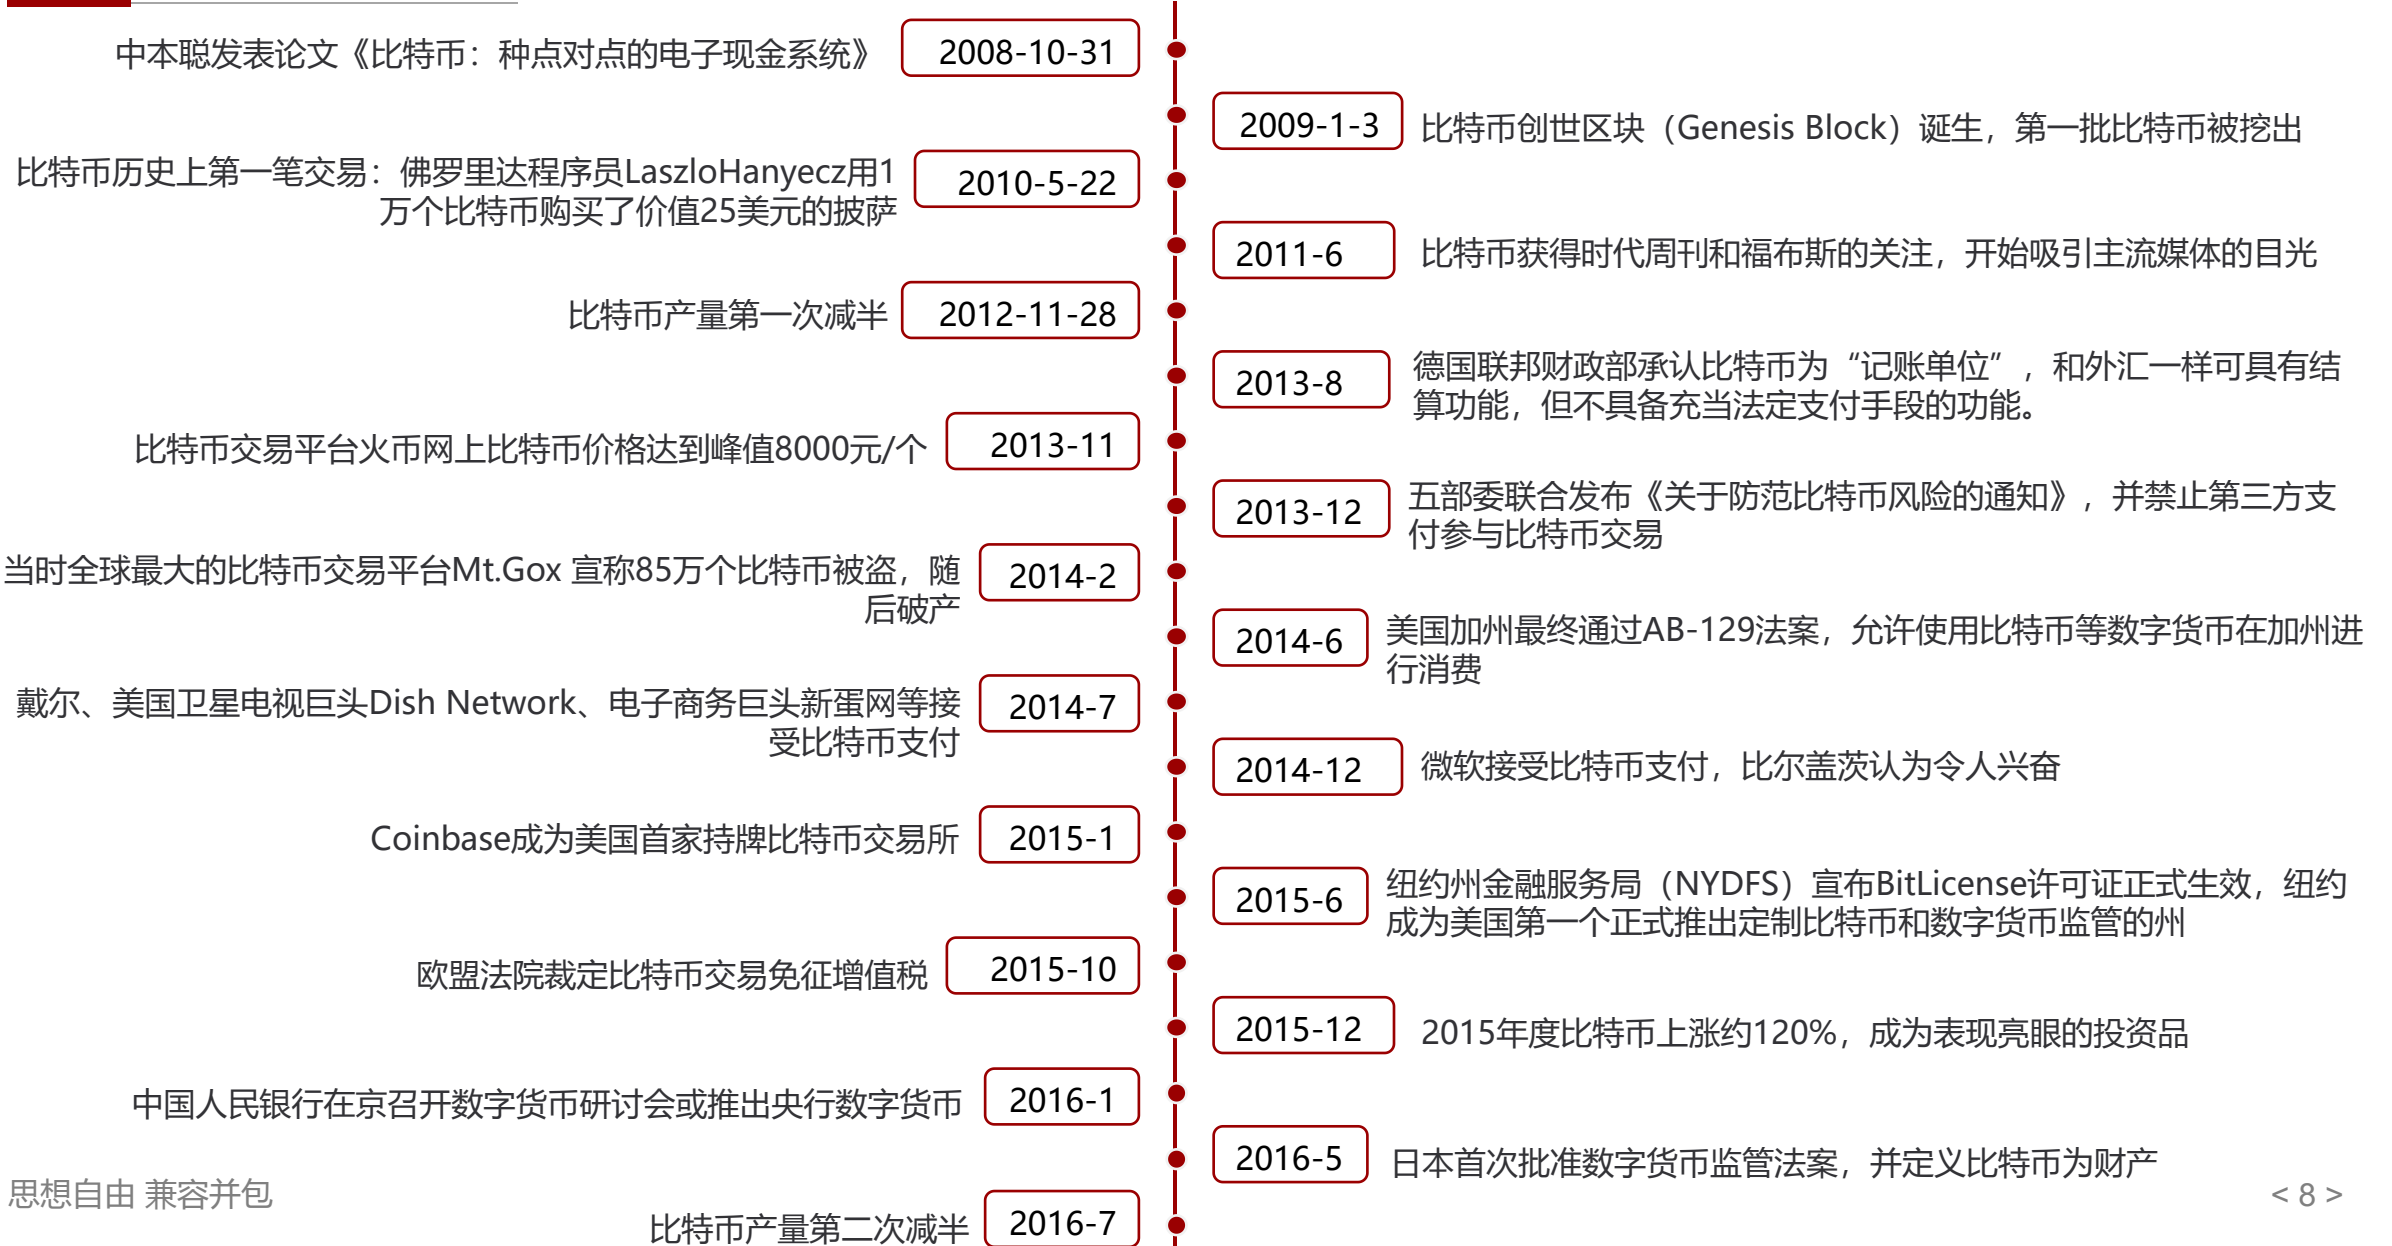 中本聪发表论文《比特币：种点对点的电子现金系统》
2008-10-31
2009-1-3
比特币创世区块（Genesis Block）诞生，第一批比特币被挖出
比特币历史上第一笔交易：佛罗里达程序员LaszloHanyecz用1
万个比特币购买了价值25美元的披萨
2010-5-22
2011-6
比特币获得时代周刊和福布斯的关注，开始吸引主流媒体的目光
比特币产量第一次减半
2012-11-28
2013-8
德国联邦财政部承认比特币为“记账单位”，和外汇一样可具有结
算功能，但不具备充当法定支付手段的功能。
比特币交易平台火币网上比特币价格达到峰值8000元/个
2013-11
2013-12
五部委联合发布《关于防范比特币风险的通知》，并禁止第三方支
付参与比特币交易
当时全球最大的比特币交易平台Mt.Gox 宣称85万个比特币被盗，随
后破产
2014-2
2014-6
美国加州最终通过AB-129法案，允许使用比特币等数字货币在加州进
行消费
戴尔、美国卫星电视巨头Dish Network、电子商务巨头新蛋网等接
受比特币支付
2014-7
2014-12
微软接受比特币支付，比尔盖茨认为令人兴奋
Coinbase成为美国首家持牌比特币交易所
2015-1
2015-6
纽约州金融服务局（NYDFS）宣布BitLicense许可证正式生效，纽约
成为美国第一个正式推出定制比特币和数字货币监管的州
欧盟法院裁定比特币交易免征增值税
2015-10
2015-12
2015年度比特币上涨约120%，成为表现亮眼的投资品
中国人民银行在京召开数字货币研讨会或推出央行数字货币
2016-1
2016-5
日本首次批准数字货币监管法案，并定义比特币为财产
比特币产量第二次减半
2016-7
思想自由 兼容并包
< 8 >